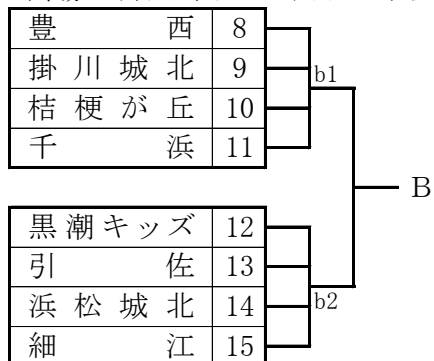 豊西 8
掛川城北 9
桔梗が丘 10
千浜 11
b1
B
黒潮キッズ 12
引佐 13
浜松城北 14
細江 15
b2